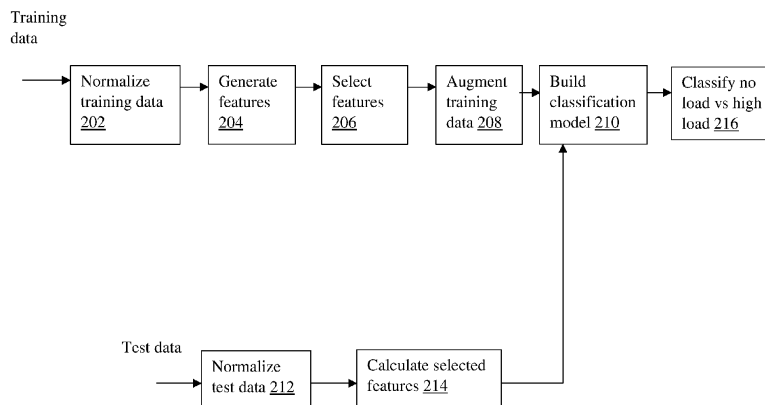 Training
data
Normalize
training data 202
Generate
features 204
Select
features 206
Augment
training
data 208
Build
classification
model 210
Classify no
load vs high
load 216
Test data
Normalize
test data 212
Calculate selected
features 214